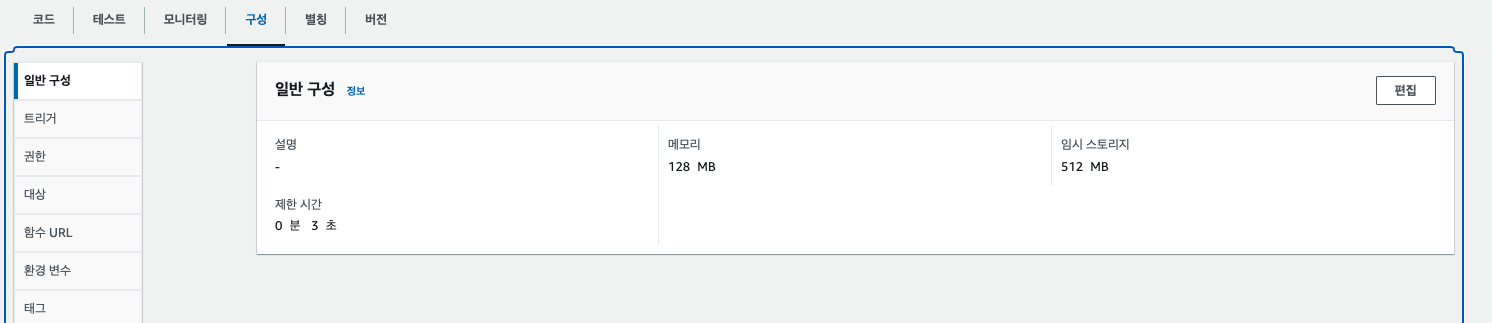 코드 테스트 모니터링 구성 별칭 버전
일반 구성
트리거
권한
대상
함수 URL
환경 변수
태그
일반 구성 정보
편집
설명
-
메모리
128 MB
임시 스토리지
512 MB
제한 시간
0 분 3 초